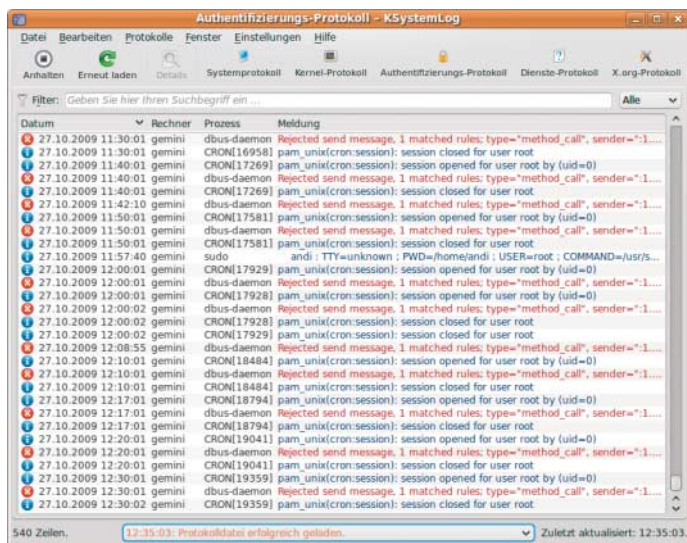 Authentifizierungs-Protokoll – KSystemLog
Datei Bearbeiten Protokolle Fenster Einstellungen Hilfe
Anhalten Erneut laden Details Systemprotokoll Kernel-Protokoll Authentifizierungs-Protokoll Dienste-Protokoll X.org-Protokoll
Filter: Geben Sie hier Ihren Suchbegriff ein ... Alle
Datum Rechner Prozess Meldung
27.10.2009 11:30:01 gemini dbus-daemon Rejected send message, 1 matched rules; type="method_call", sender=":1....
27.10.2009 11:30:01 gemini CRON[16958] pam_unix(cron:session): session closed for user root
27.10.2009 11:40:01 gemini CRON[17269] pam_unix(cron:session): session opened for user root by (uid=0)
27.10.2009 11:40:01 gemini dbus-daemon Rejected send message, 1 matched rules; type="method_call", sender=":1....
27.10.2009 11:40:01 gemini CRON[17269] pam_unix(cron:session): session closed for user root
27.10.2009 11:42:10 gemini dbus-daemon Rejected send message, 1 matched rules; type="method_call", sender=":1....
27.10.2009 11:50:01 gemini CRON[17581] pam_unix(cron:session): session opened for user root by (uid=0)
27.10.2009 11:50:01 gemini dbus-daemon Rejected send message, 1 matched rules; type="method_call", sender=":1....
27.10.2009 11:50:01 gemini CRON[17581] pam_unix(cron:session): session closed for user root
27.10.2009 11:57:40 gemini sudo andi : TTY=unknown ; PWD=/home/andi ; USER=root ; COMMAND=/usr/s...
27.10.2009 12:00:01 gemini CRON[17929] pam_unix(cron:session): session opened for user root by (uid=0)
27.10.2009 12:00:01 gemini dbus-daemon Rejected send message, 1 matched rules; type="method_call", sender=":1....
27.10.2009 12:00:01 gemini CRON[17928] pam_unix(cron:session): session opened for user root by (uid=0)
27.10.2009 12:00:02 gemini dbus-daemon Rejected send message, 1 matched rules; type="method_call", sender=":1....
27.10.2009 12:00:02 gemini CRON[17928] pam_unix(cron:session): session closed for user root
27.10.2009 12:00:02 gemini CRON[17929] pam_unix(cron:session): session closed for user root
27.10.2009 12:08:55 gemini dbus-daemon Rejected send message, 1 matched rules; type="method_call", sender=":1....
27.10.2009 12:10:01 gemini CRON[18484] pam_unix(cron:session): session opened for user root by (uid=0)
27.10.2009 12:10:01 gemini dbus-daemon Rejected send message, 1 matched rules; type="method_call", sender=":1....
27.10.2009 12:10:01 gemini CRON[18484] pam_unix(cron:session): session closed for user root
27.10.2009 12:17:01 gemini CRON[18794] pam_unix(cron:session): session opened for user root by (uid=0)
27.10.2009 12:17:01 gemini dbus-daemon Rejected send message, 1 matched rules; type="method_call", sender=":1....
27.10.2009 12:17:01 gemini CRON[18794] pam_unix(cron:session): session closed for user root
27.10.2009 12:20:01 gemini CRON[19041] pam_unix(cron:session): session opened for user root by (uid=0)
27.10.2009 12:20:01 gemini dbus-daemon Rejected send message, 1 matched rules; type="method_call", sender=":1....
27.10.2009 12:20:01 gemini CRON[19041] pam_unix(cron:session): session closed for user root
27.10.2009 12:30:01 gemini CRON[19359] pam_unix(cron:session): session opened for user root by (uid=0)
27.10.2009 12:30:01 gemini dbus-daemon Rejected send message, 1 matched rules; type="method_call", sender=":1....
27.10.2009 12:30:02 gemini CRON[19359] pam_unix(cron:session): session closed for user root
540 Zeilen. 12:35:03: Protokolldatei erfolgreich geladen. Zuletzt aktualisiert: 12:35:03.